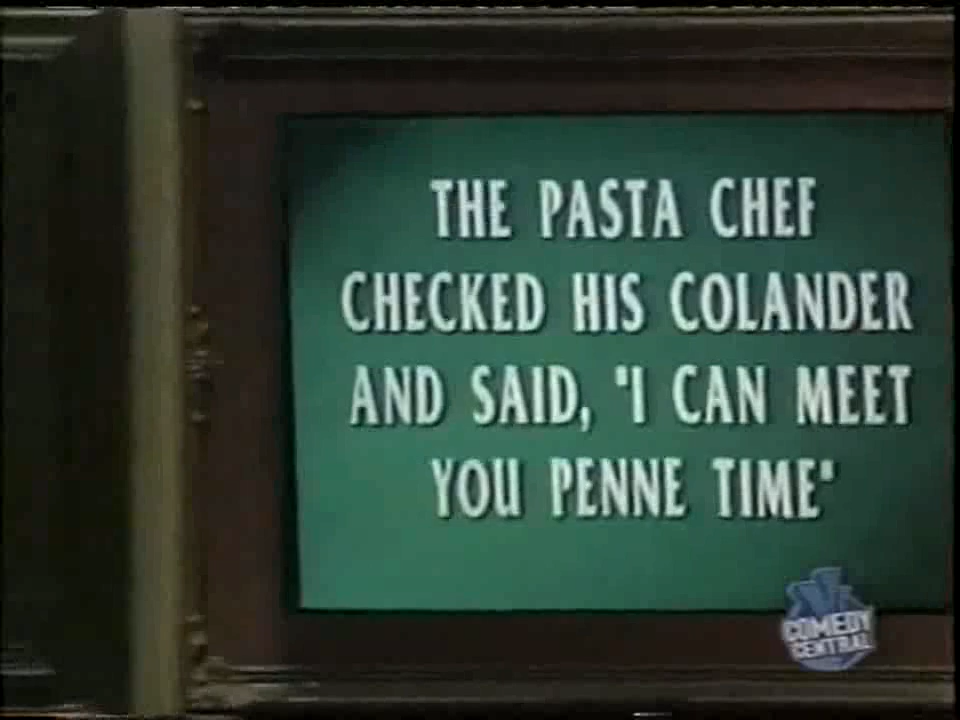 THE PASTA CHEF
CHECKED HIS COLANDER
AND SAID, "I CAN MEET
YOU PENNE TIME"
COMEDY
CENTRAL